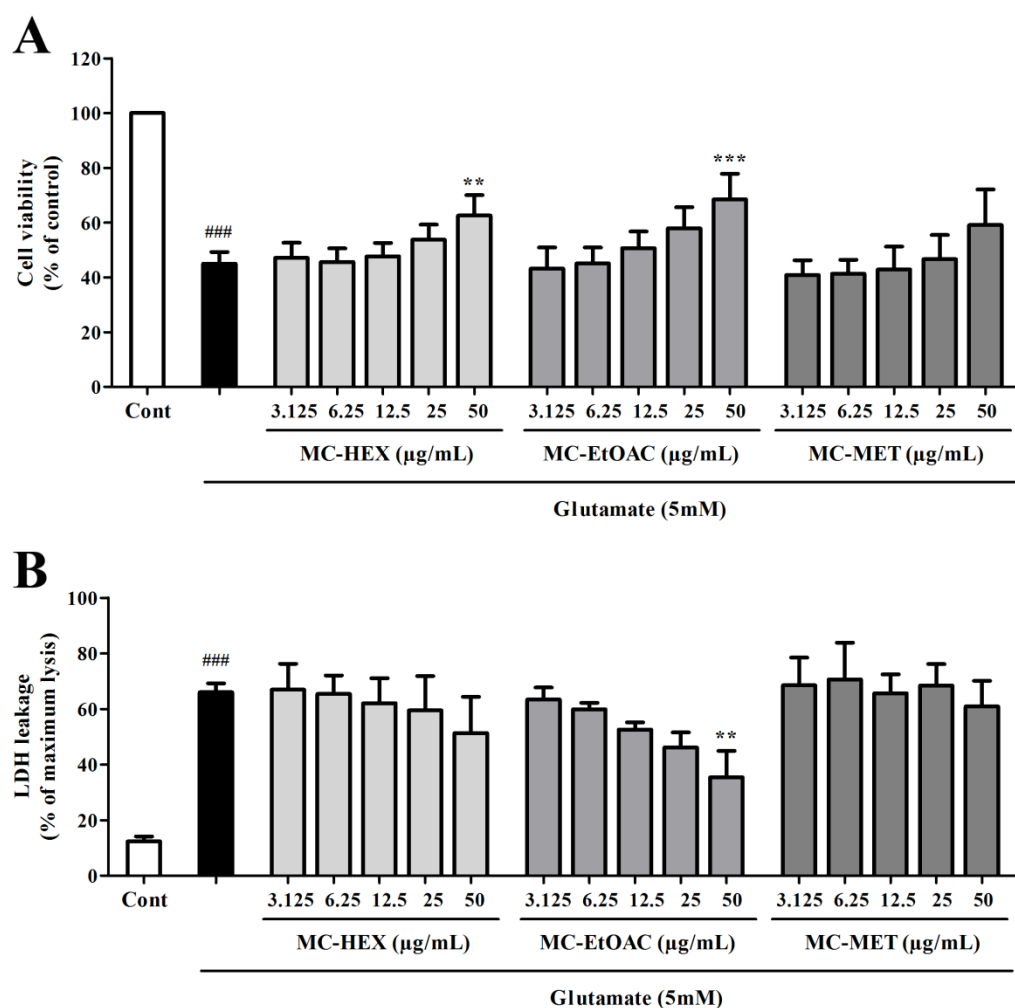 A
120
100
80
60
40
20
0
Cell viability
(% of control)
###
**
***
Cont
3.125 6.25 12.5 25 50 3.125 6.25 12.5 25 50 3.125 6.25 12.5 25 50
MC-HEX (µg/mL) MC-EtOAC (µg/mL) MC-MET (µg/mL)
Glutamate (5mM)
B
100
80
60
40
20
0
LDH leakage
(% of maximum lysis)
###
**
Cont
3.125 6.25 12.5 25 50 3.125 6.25 12.5 25 50 3.125 6.25 12.5 25 50
MC-HEX (µg/mL) MC-EtOAC (µg/mL) MC-MET (µg/mL)
Glutamate (5mM)